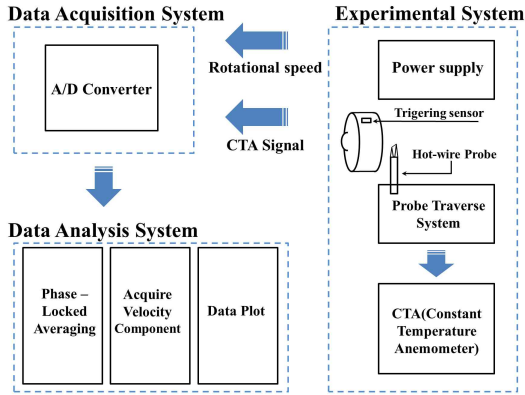 Data Acquisition System
A/D Converter
Rotational speed
CTA Signal
Experimental System
Power supply
Trigering sensor
Hot-wire Probe
Probe Traverse
System
CTA(Constant
Temperature
Anemometer)
Data Analysis System
Phase –
Locked
Averaging
Acquire
Velocity
Component
Data Plot